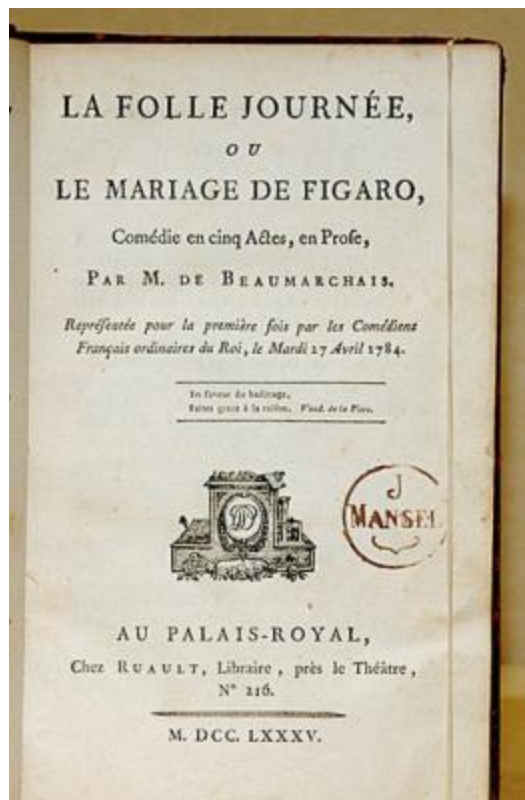 LA FOLLE JOURNÉE,
OU
LE MARIAGE DE FIGARO,
Comédie en cinq Actes, en Proſe,
PAR M. DE BEAUMARCHAIS.
Repréſentée pour la première fois par les Comédiens
Français ordinaires du Roi, le Mardi 27 Avril 1784.
En faveur du badinage,
Faites grace à la raiſon. Vaud. de la Piece.
J
MANSEL
AU PALAIS-ROYAL,
Chez RUAULT, Libraire, près le Théâtre,
N° 216.
M. DCC. LXXXV.